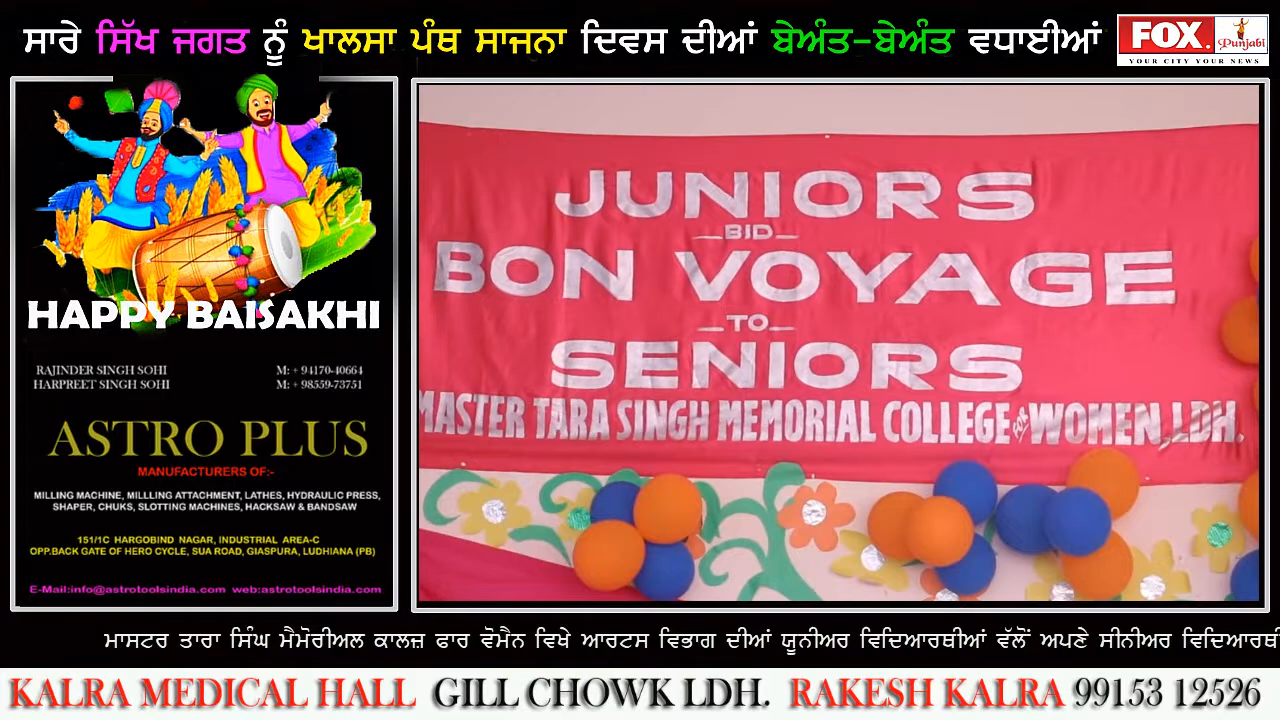 ਸਾਰੇ ਸਿੱਖ ਜਗਤ ਨੂੰ ਖਾਲਸਾ ਪੰਥ ਸਾਜਨਾ ਦਿਵਸ ਦੀਆਂ ਬੇਅੰਤ-ਬੇਅੰਤ ਵਧਾਈਆਂ
FOX. Punjabi
YOUR CITY YOUR NEWS
HAPPY BAISAKHI
RAJINDER SINGH SOHI M: + 94170-40664
HARPREET SINGH SOHI M: + 98559-73751
ASTRO PLUS
MANUFACTURERS OF:-
MILLING MACHINE, MILLLING ATTACHMENT, LATHES, HYDRAULIC PRESS,
SHAPER, CHUKS, SLOTTING MACHINES, HACKSAW & BANDSAW
151/1C HARGOBIND NAGAR, INDUSTRIAL AREA-C
OPP.BACK GATE OF HERO CYCLE, SUA ROAD, GIASPURA, LUDHIANA (PB)
E-Mail:info@astrotoolsindia.com web:astrotoolsindia.com
JUNIORS
BID
BON VOYAGE
TO
SENIORS
MASTER TARA SINGH MEMORIAL COLLEGE FOR WOMEN, LDH.
ਮਾਸਟਰ ਤਾਰਾ ਸਿੰਘ ਮੈਮੋਰੀਅਲ ਕਾਲਜ਼ ਫਾਰ ਵੋਮੈਨ ਵਿਖੇ ਆਰਟਸ ਵਿਭਾਗ ਦੀਆਂ ਯੂਨੀਅਰ ਵਿਦਿਆਰਥੀਆਂ ਵੱਲੋਂ ਅਪਣੇ ਸੀਨੀਅਰ ਵਿਦਿਆਰਥੀ
KALRA MEDICAL HALL GILL CHOWK LDH. RAKESH KALRA 99153 12526